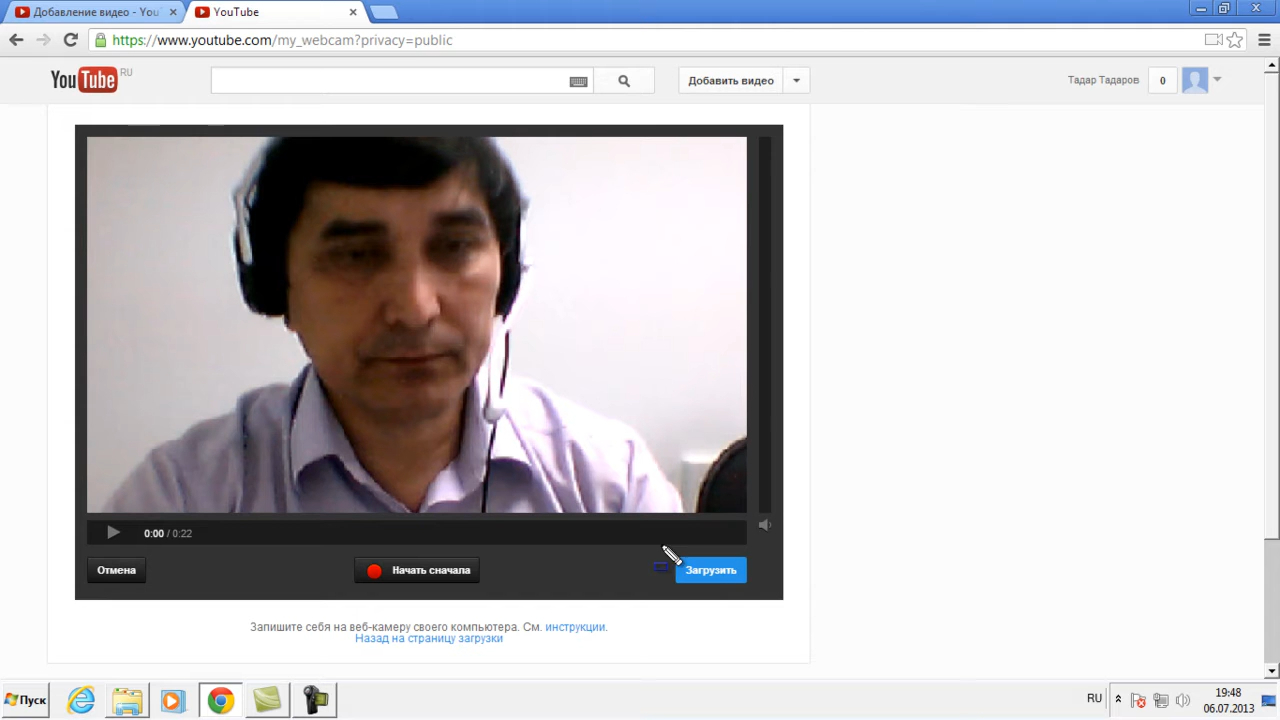 Добавление видео - You
YouTube
https://www.youtube.com/my_webcam?privacy=public
YouTube RU
Добавить видео
Тадар Тадаров
0
0:00 / 0:22
Отмена
Начать сначала
Загрузить
Запишите себя на веб-камеру своего компьютера. См. инструкции.
Назад на страницу загрузки
Пуск
RU
19:48
06.07.2013